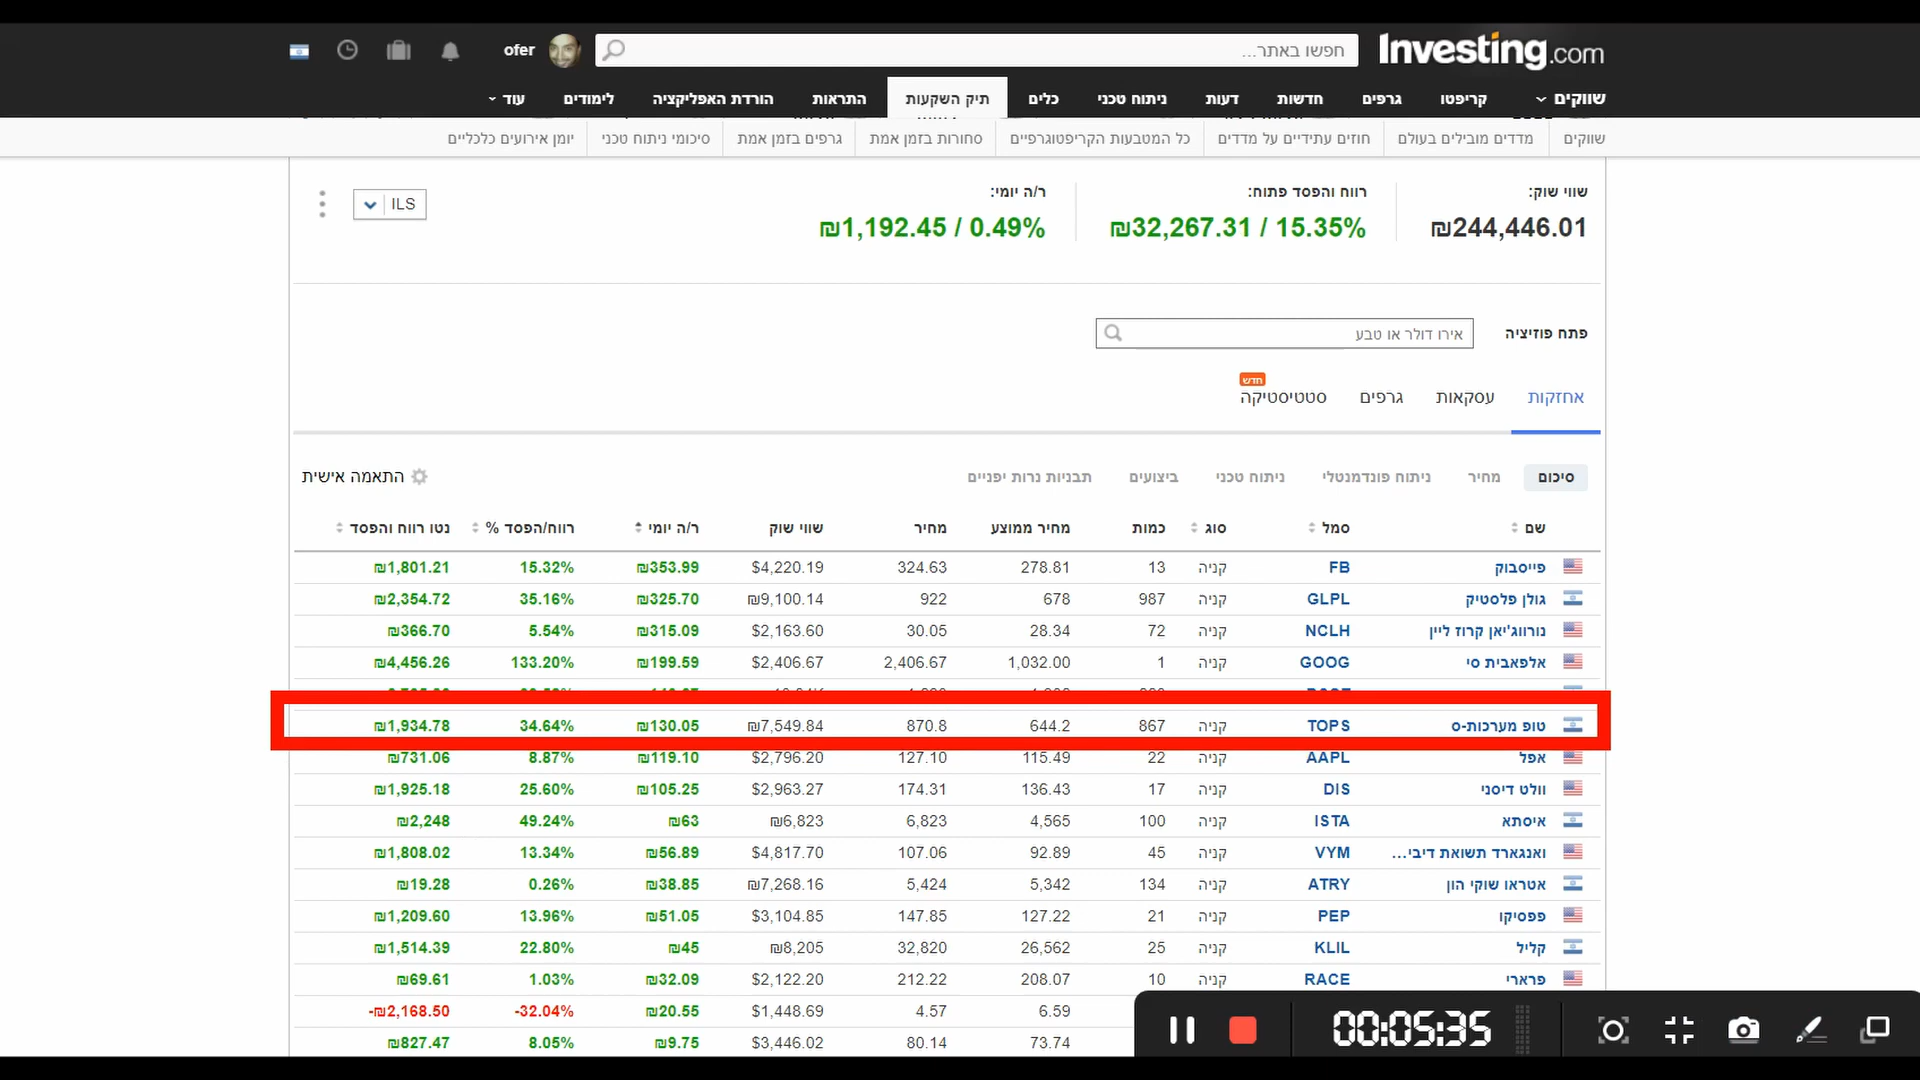 Investing.com
חפשו באתר...
ofer
שווקים קריפטו גרפים חדשות דעות ניתוח טכני כלים תיק השקעות התראות הורדת האפליקציה לימודים עוד
שווקים מדדים מובילים בעולם חוזים עתידיים על מדדים כל המטבעות הקריפטוגרפיים סחורות בזמן אמת גרפים בזמן אמת סיכומי ניתוח טכני יומן אירועים כלכליים
שווי שוק: רווח והפסד פתוח: ר/ה יומי:
₪244,446.01 ₪32,267.31 / 15.35% ₪1,192.45 / 0.49%
ILS
פתח פוזיציה אירו דולר או טבע
חדש
אחזקות עסקאות גרפים סטטיסטיקה
סיכום מחיר ניתוח פונדמנטלי ניתוח טכני ביצועים תבניות נרות יפניים התאמה אישית
שם סמל סוג כמות מחיר ממוצע מחיר שווי שוק ר/ה יומי רווח/הפסד % נטו רווח והפסד
פייסבוק FB קניה 13 278.81 324.63 $4,220.19 ₪353.99 15.32% ₪1,801.21
גולן פלסטיק GLPL קניה 987 678 922 ₪9,100.14 ₪325.70 35.16% ₪2,354.72
נורווג'יאן קרוז ליין NCLH קניה 72 28.34 30.05 $2,163.60 ₪315.09 5.54% ₪366.70
אלפאבית סי GOOG קניה 1 1,032.00 2,406.67 $2,406.67 ₪199.59 133.20% ₪4,456.26
טופ מערכות-ס TOPS קניה 867 644.2 870.8 ₪7,549.84 ₪130.05 34.64% ₪1,934.78
אפל AAPL קניה 22 115.49 127.10 $2,796.20 ₪119.10 8.87% ₪731.06
וולט דיסני DIS קניה 17 136.43 174.31 $2,963.27 ₪105.25 25.60% ₪1,925.18
איסתא ISTA קניה 100 4,565 6,823 ₪6,823 ₪63 49.24% ₪2,248
ואנגארד תשואת דיבי... VYM קניה 45 92.89 107.06 $4,817.70 ₪56.89 13.34% ₪1,808.02
אטראו שוקי הון ATRY קניה 134 5,342 5,424 ₪7,268.16 ₪38.85 0.26% ₪19.28
פפסיקו PEP קניה 21 127.22 147.85 $3,104.85 ₪51.05 13.96% ₪1,209.60
קליל KLIL קניה 25 26,562 32,820 ₪8,205 ₪45 22.80% ₪1,514.39
פרארי RACE קניה 10 208.07 212.22 $2,122.20 ₪32.09 1.03% ₪69.61
6.59 4.57 $1,448.69 ₪20.55 -32.04% -₪2,168.50
73.74 80.14 $3,446.02 ₪9.75 8.05% ₪827.47
00:05:35